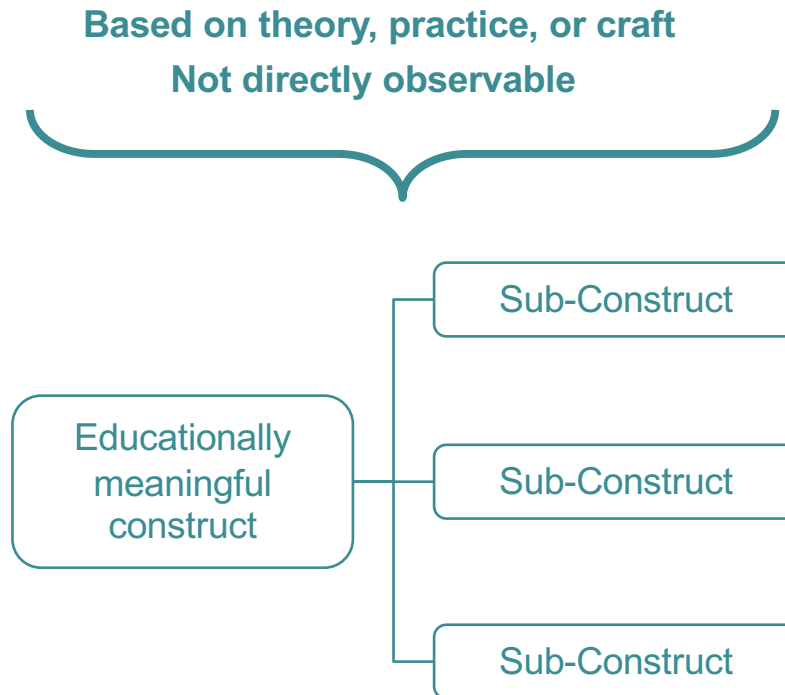 Based on theory, practice, or craft
Not directly observable
Sub-Construct
Educationally
meaningful
construct
Sub-Construct
Sub-Construct